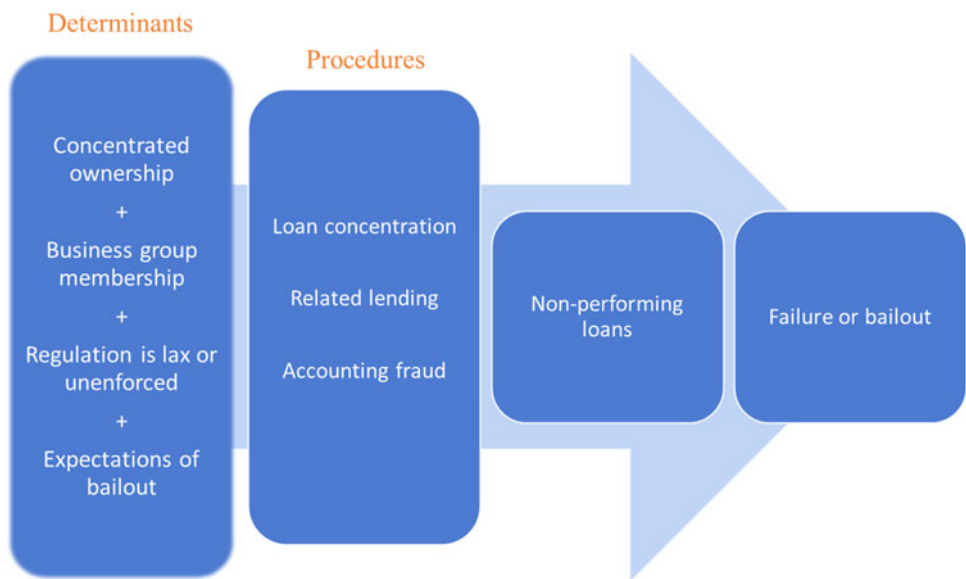 Determinants
Concentrated
ownership
+
Business group
membership
+
Regulation is lax or
unenforced
+
Expectations of
bailout
Procedures
Loan concentration
Related lending
Accounting fraud
Non-performing
loans
Failure or bailout